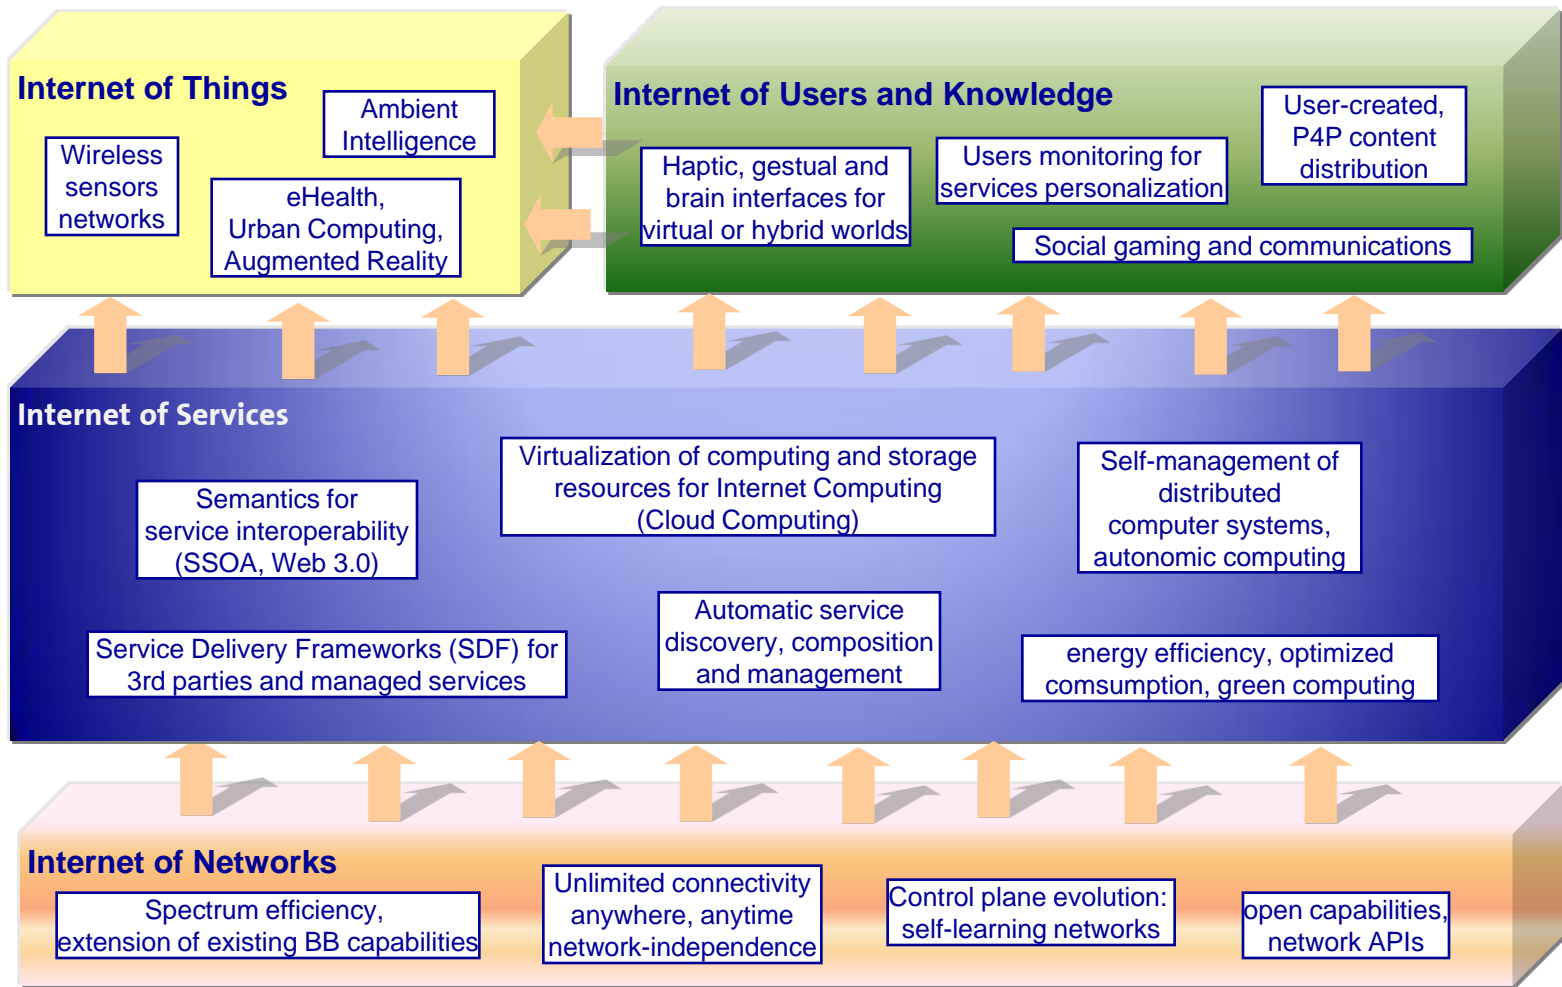 Internet of Things
Ambient
Intelligence
Wireless
sensors
networks
eHealth,
Urban Computing,
Augmented Reality
Internet of Users and Knowledge
User-created,
P4P content
distribution
Haptic, gestual and
brain interfaces for
virtual or hybrid worlds
Users monitoring for
services personalization
Social gaming and communications
Internet of Services
Semantics for
service interoperability
(SSOA, Web 3.0)
Virtualization of computing and storage
resources for Internet Computing
(Cloud Computing)
Self-management of
distributed
computer systems,
autonomic computing
Service Delivery Frameworks (SDF) for
3rd parties and managed services
Automatic service
discovery, composition
and management
energy efficiency, optimized
comsumption, green computing
Internet of Networks
Spectrum efficiency,
extension of existing BB capabilities
Unlimited connectivity
anywhere, anytime
network-independence
Control plane evolution:
self-learning networks
open capabilities,
network APIs